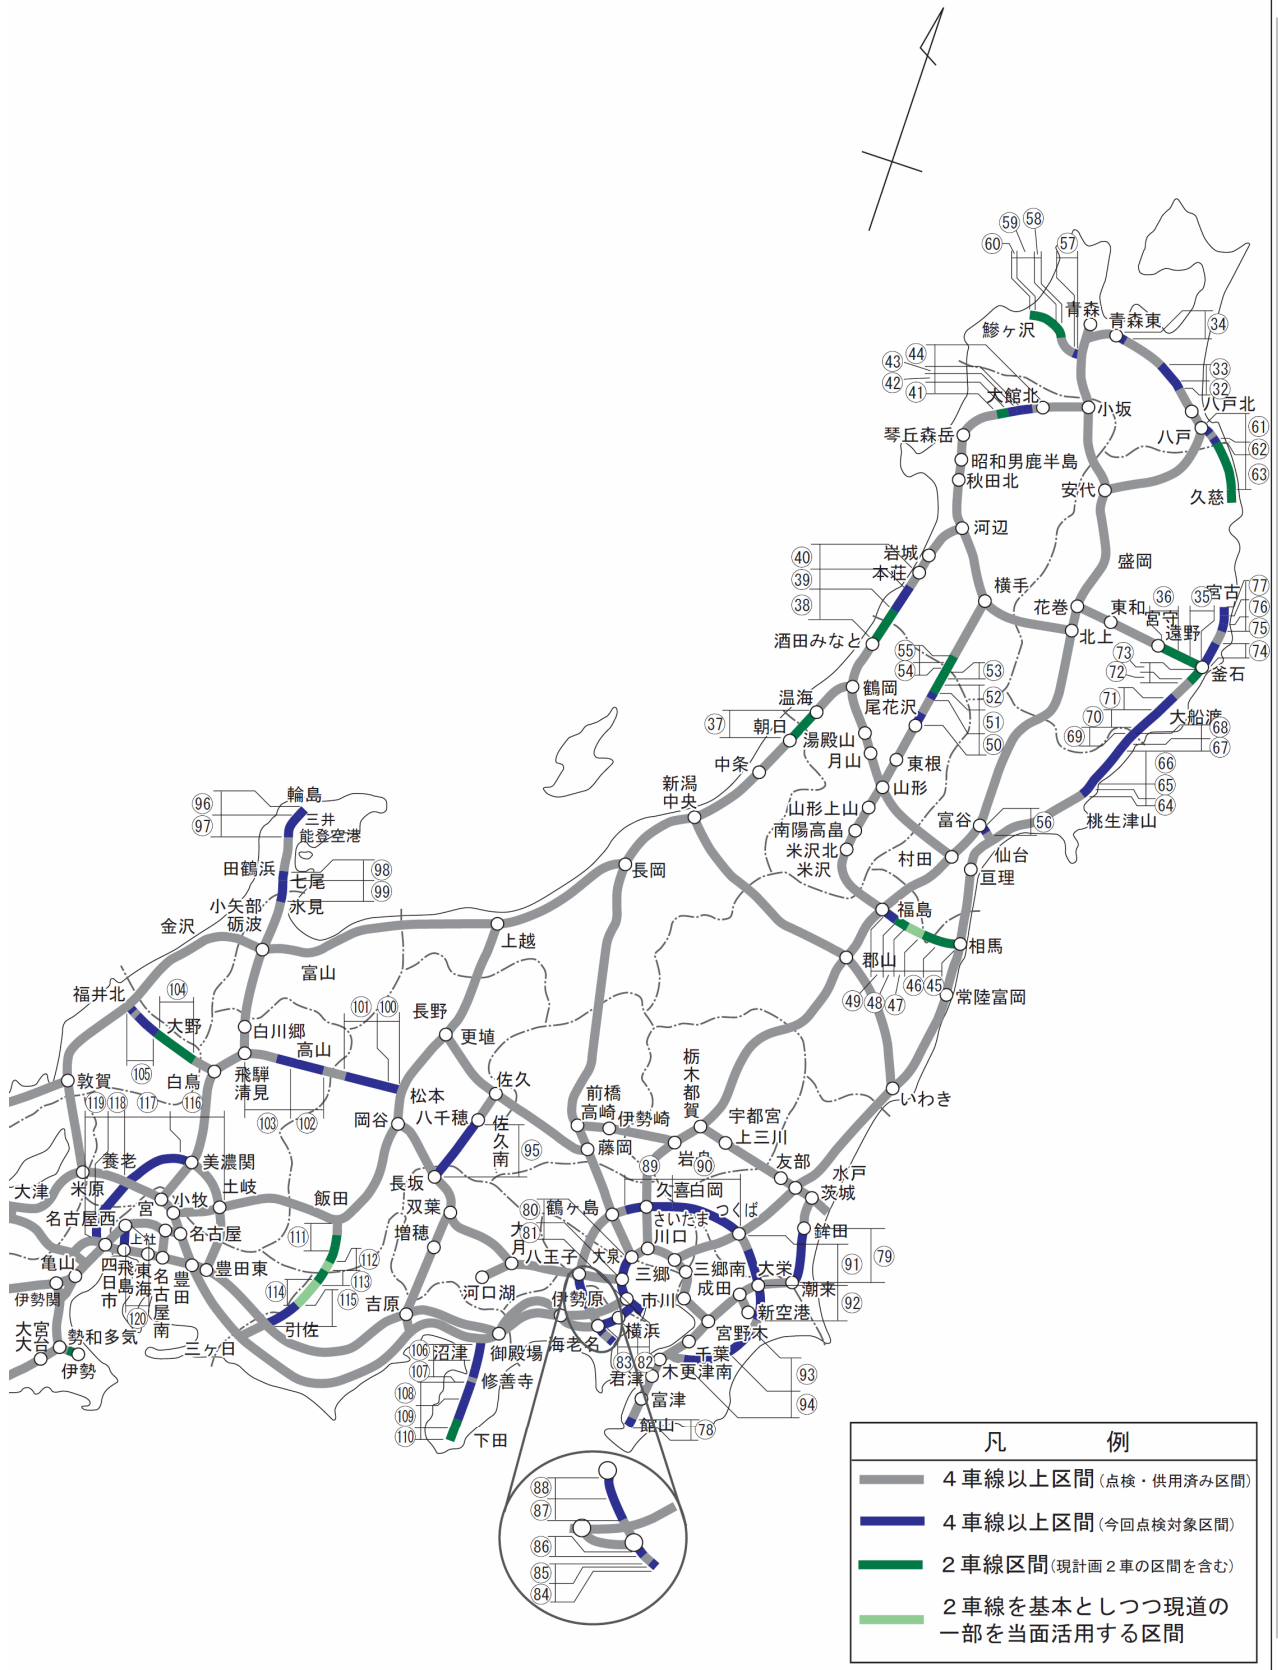 59
58
60
57
青森
青森東
34
鰺ヶ沢
43
44
33
42
32
41
大館北
小坂
八戸北
琴丘森岳
八戸
61
62
昭和男鹿半島
秋田北
安代
63
久慈
河辺
40
岩城
盛岡
39
本荘
横手
花巻
東和
36
35
宮古
77
38
宮守
76
酒田みなと
北上
遠野
75
55
73
74
54
53
72
釜石
鶴岡
温海
尾花沢
52
71
37
朝日
51
70
大船渡
68
湯殿山
50
69
67
中条
月山
東根
66
新潟
中央
山形
65
96
輪島
山形上山
64
97
三井
南陽高畠
富谷
56
桃生津山
能登空港
米沢北
村田
仙台
田鶴浜
98
長岡
米沢
亘理
七尾
99
小矢部
砺波
氷見
福島
金沢
上越
郡山
相馬
富山
46
45
福井北
104
101
100
長野
49
48
47
常陸富岡
大野
白川郷
更埴
高山
栃木都賀
105
白鳥
飛騨清見
松本
佐久
前橋
いわき
敦賀
高崎
伊勢崎
宇都宮
119
118
117
116
103
102
岡谷
八千穂
佐久南
上三川
95
藤岡
岩舟
養老
美濃関
89
90
友部
水戸
大津
米原
土岐
長坂
久喜白岡
茨城
小牧
飯田
双葉
80
鶴ヶ島
つくば
名古屋西
一宮
さいたま
鉾田
上社
名古屋
111
増穂
大月
81
川口
79
亀山
112
八王子
大泉
91
四日市
飛島
東海
名古屋南
豊田
豊田東
113
三郷
三郷南
大栄
潮来
伊勢関
114
115
吉原
河口湖
成田
伊勢原
市川
新空港
92
大宮大台
120
引佐
横浜
宮野木
勢和多気
三ヶ日
106
沼津
御殿場
海老名
千葉
伊勢
107
83
82
木更津南
93
修善寺
君津
108
富津
94
109
館山
78
110
下田
凡例
88
4車線以上区間(点検・供用済み区間)
87
4車線以上区間(今回点検対象区間)
86
2車線区間(現計画2車の区間を含む)
85
84
2車線を基本としつつ現道の
一部を当面活用する区間